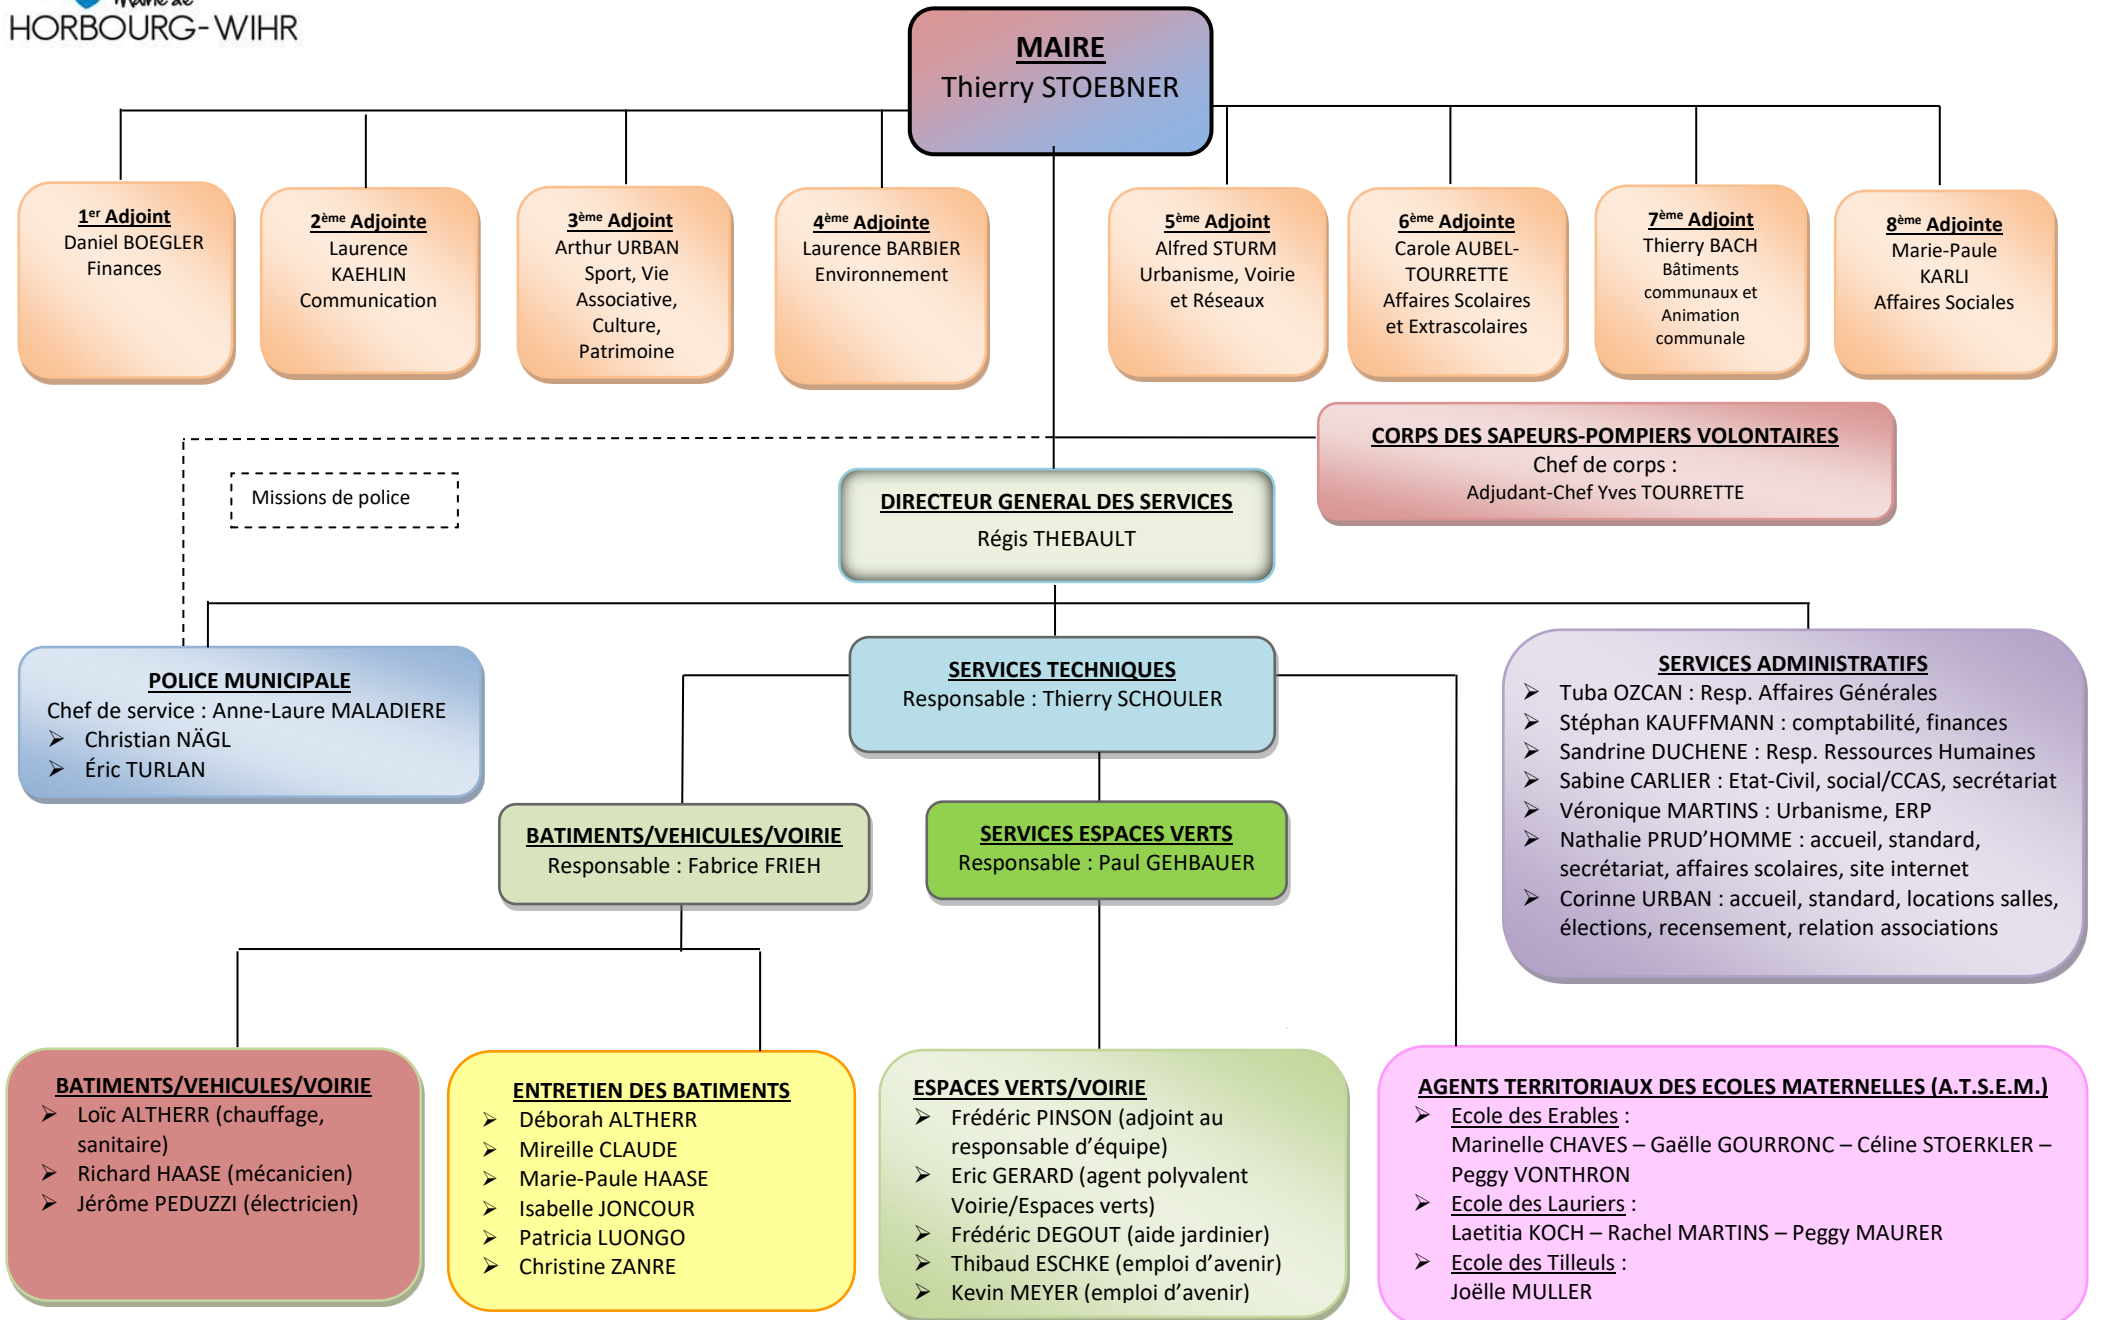 Mairie de
HORBOURG-WIHR
MAIRE
Thierry STOEBNER
1er Adjoint
Daniel BOEGLER
Finances
2ème Adjointe
Laurence
KAEHLIN
Communication
3ème Adjoint
Arthur URBAN
Sport, Vie
Associative,
Culture,
Patrimoine
4ème Adjointe
Laurence BARBIER
Environnement
5ème Adjoint
Alfred STURM
Urbanisme, Voirie
et Réseaux
6ème Adjointe
Carole AUBEL-
TOURRETTE
Affaires Scolaires
et Extrascolaires
7ème Adjoint
Thierry BACH
Bâtiments
communaux et
Animation
communale
8ème Adjointe
Marie-Paule
KARLI
Affaires Sociales
CORPS DES SAPEURS-POMPIERS VOLONTAIRES
Chef de corps :
Adjudant-Chef Yves TOURRETTE
Missions de police
DIRECTEUR GENERAL DES SERVICES
Régis THEBAULT
POLICE MUNICIPALE
Chef de service : Anne-Laure MALADIERE
➢ Christian NÄGL
➢ Éric TURLAN
SERVICES TECHNIQUES
Responsable : Thierry SCHOULER
SERVICES ADMINISTRATIFS
➢ Tuba OZCAN : Resp. Affaires Générales
➢ Stéphan KAUFFMANN : comptabilité, finances
➢ Sandrine DUCHENE : Resp. Ressources Humaines
➢ Sabine CARLIER : Etat-Civil, social/CCAS, secrétariat
➢ Véronique MARTINS : Urbanisme, ERP
➢ Nathalie PRUD’HOMME : accueil, standard,
secrétariat, affaires scolaires, site internet
➢ Corinne URBAN : accueil, standard, locations salles,
élections, recensement, relation associations
BATIMENTS/VEHICULES/VOIRIE
Responsable : Fabrice FRIEH
SERVICES ESPACES VERTS
Responsable : Paul GEHBAUER
BATIMENTS/VEHICULES/VOIRIE
➢ Loïc ALTHERR (chauffage,
sanitaire)
➢ Richard HAASE (mécanicien)
➢ Jérôme PEDUZZI (électricien)
ENTRETIEN DES BATIMENTS
➢ Déborah ALTHERR
➢ Mireille CLAUDE
➢ Marie-Paule HAASE
➢ Isabelle JONCOUR
➢ Patricia LUONGO
➢ Christine ZANRE
ESPACES VERTS/VOIRIE
➢ Frédéric PINSON (adjoint au
responsable d’équipe)
➢ Eric GERARD (agent polyvalent
Voirie/Espaces verts)
➢ Frédéric DEGOUT (aide jardinier)
➢ Thibaud ESCHKE (emploi d’avenir)
➢ Kevin MEYER (emploi d’avenir)
AGENTS TERRITORIAUX DES ECOLES MATERNELLES (A.T.S.E.M.)
➢ Ecole des Erables :
Marinelle CHAVES – Gaëlle GOURRONC – Céline STOERKLER –
Peggy VONTHRON
➢ Ecole des Lauriers :
Laetitia KOCH – Rachel MARTINS – Peggy MAURER
➢ Ecole des Tilleuls :
Joëlle MULLER